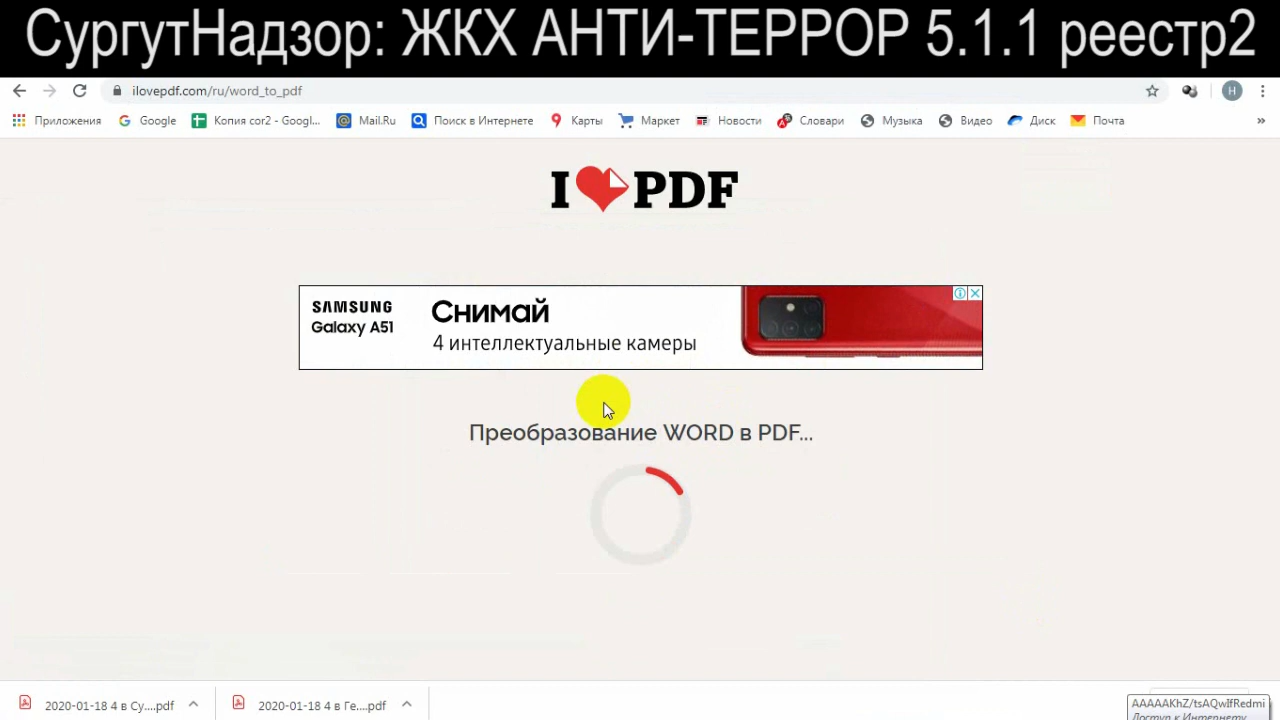 СургутНадзор: ЖКХ АНТИ-ТЕРРОР 5.1.1 реестр2
ilovepdf.com/ru/word_to_pdf
H
Приложения Google Копия cor2 - Googl... Mail.Ru Поиск в Интернете Карты Маркет Новости Словари Музыка Видео Диск Почта »
I PDF
SAMSUNG
Galaxy A51
Снимай
4 интеллектуальные камеры
Преобразование WORD в PDF...
2020-01-18 4 в Су....pdf
2020-01-18 4 в Ге....pdf
AAAAAKhZ/tsAQwIfRedmi
Доступ к Интернету